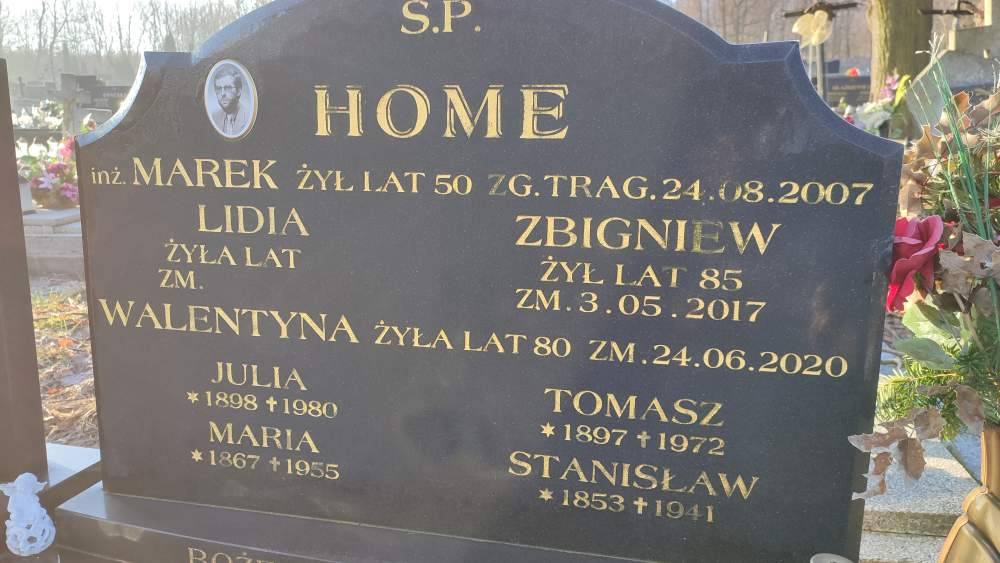 S.P.
HOME
inż. MAREK ŻYŁ LAT 50 ZG. TRAG. 24.08.2007
LIDIA
ŻYŁA LAT
ZM.
ZBIGNIEW
ŻYŁ LAT 85
ZM. 3.05.2017
WALENTYNA ŻYŁA LAT 80 ZM. 24.06.2020
JULIA
* 1898 † 1980
TOMASZ
* 1897 † 1972
MARIA
* 1867 † 1955
STANISŁAW
* 1853 † 1941